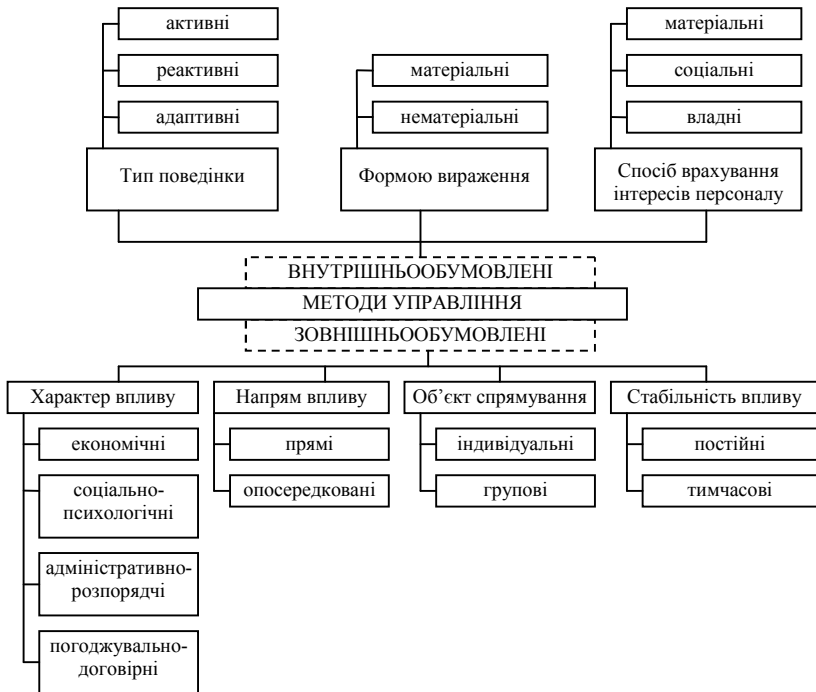 активні
реактивні
адаптивні
Тип поведінки
матеріальні
нематеріальні
Формою вираження
матеріальні
соціальні
владні
Спосіб врахування
інтересів персоналу
ВНУТРІШНЬООБУМОВЛЕНІ
МЕТОДИ УПРАВЛІННЯ
ЗОВНІШНЬООБУМОВЛЕНІ
Характер впливу
економічні
соціально-
психологічні
адміністративно-
розпорядчі
погоджувально-
договірні
Напрям впливу
прямі
опосередковані
Об’єкт спрямування
індивідуальні
групові
Стабільність впливу
постійні
тимчасові